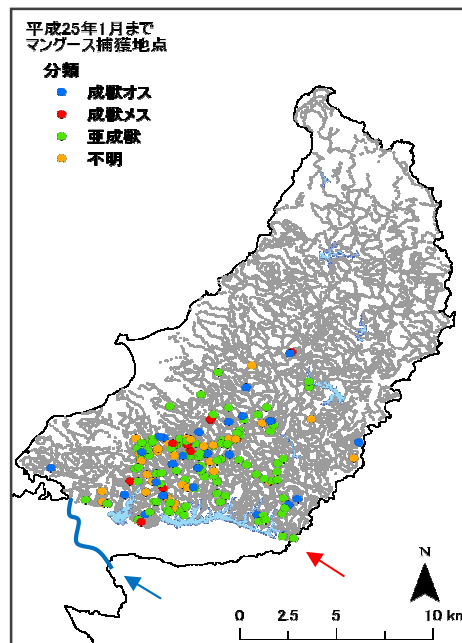 平成25年1月まで
マングース捕獲地点
分類
成獣オス
成獣メス
亜成獣
不明
N
0 2.5 5 10 km